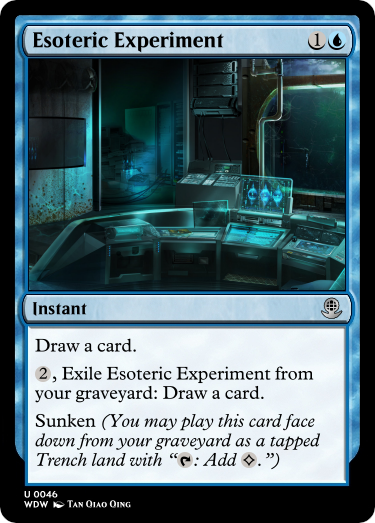 Esoteric Experiment 1
Instant
Draw a card.
2, Exile Esoteric Experiment from
your graveyard: Draw a card.
Sunken (You may play this card face
down from your graveyard as a tapped
Trench land with “: Add .”)
U 0046
WDW Tan Qiao Qing